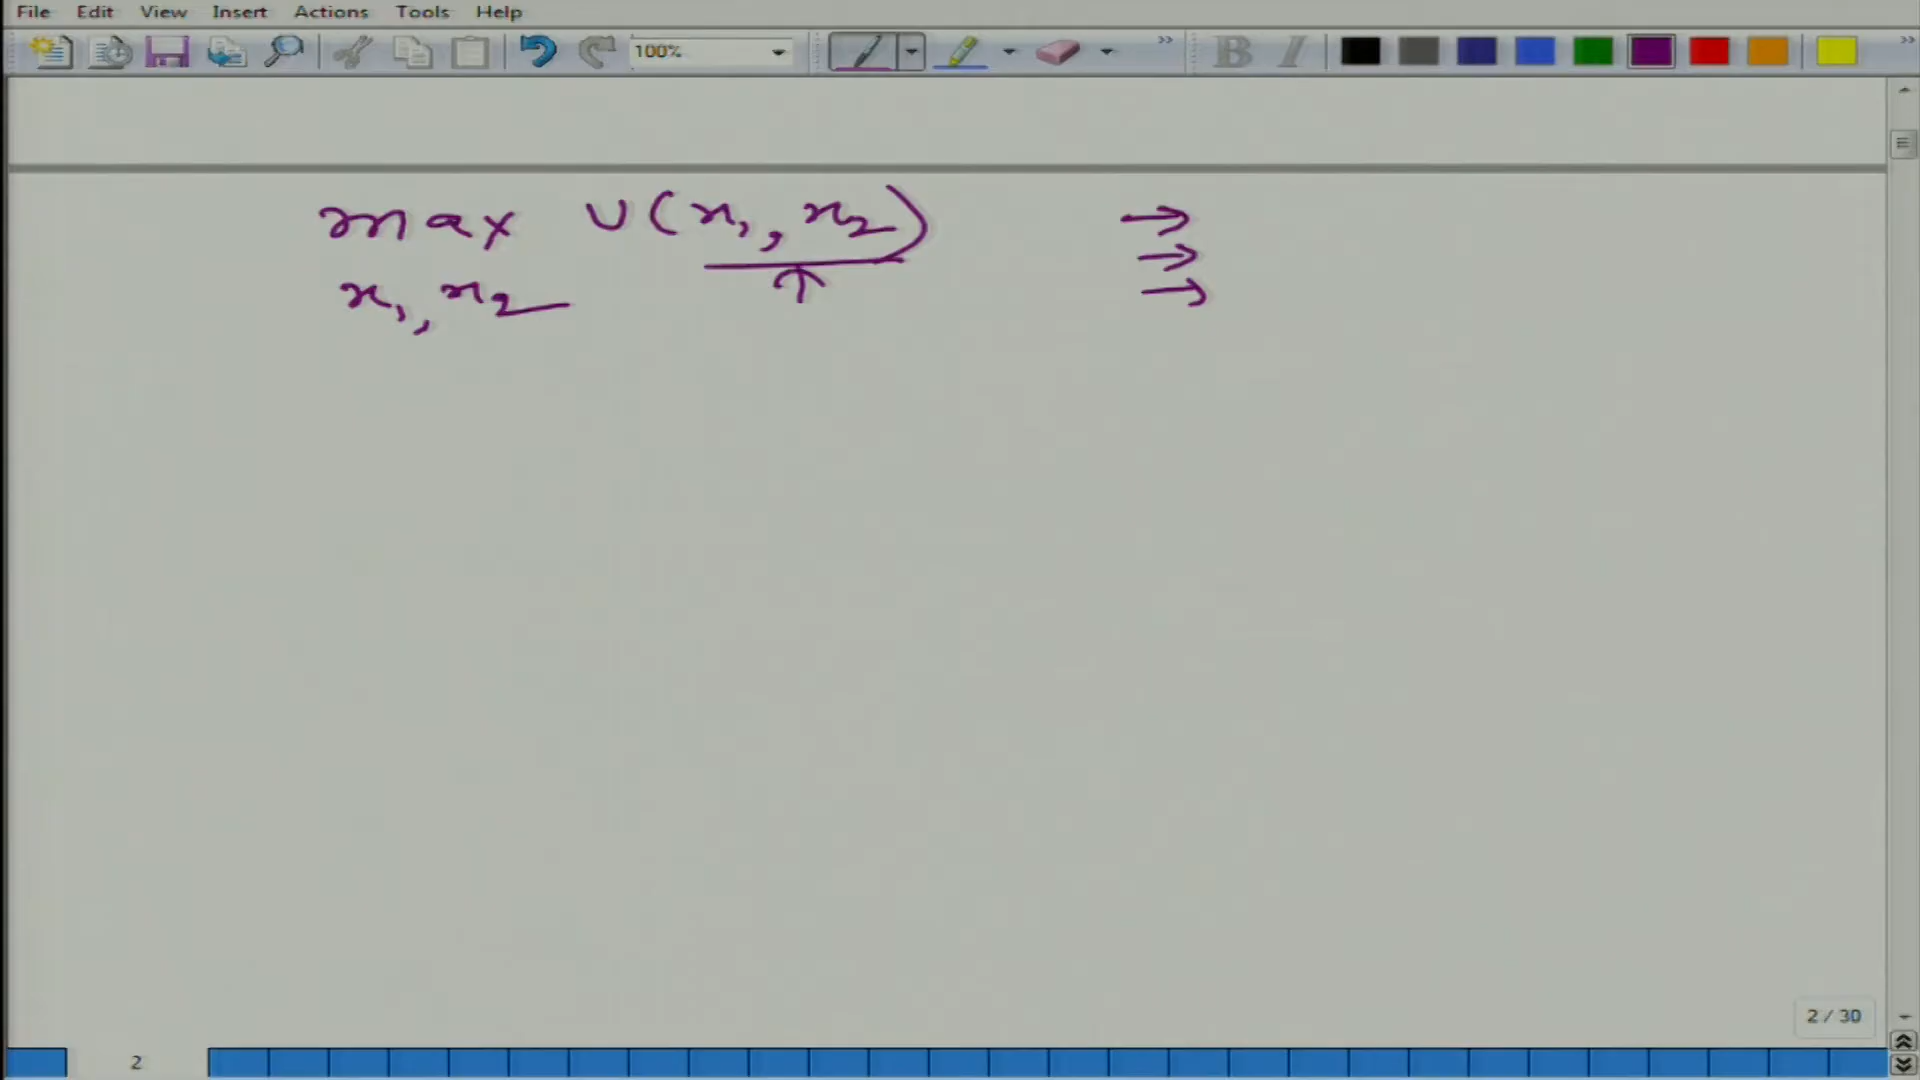 File Edit View Insert Actions Tools Help
100%
max U(x₁, x₂) →
↑ →
x₁, x₂ →
2 / 30
2